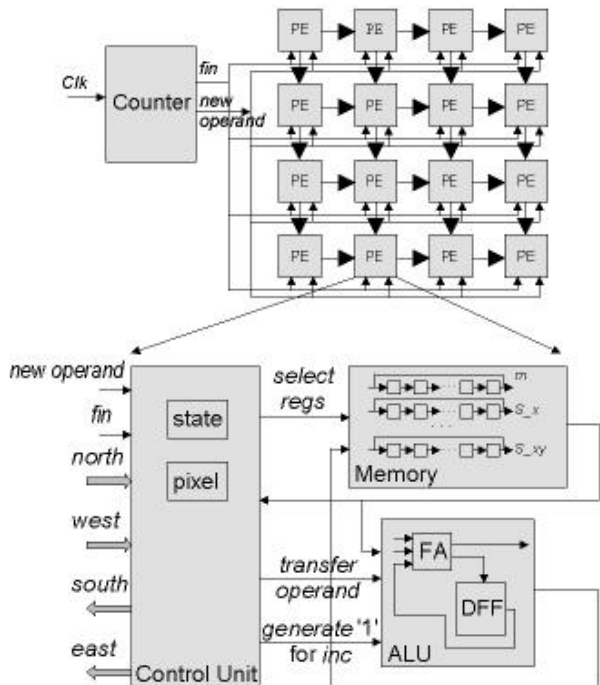 PE PE PE PE
fin
Clk
Counter
new
operand
PE PE PE PE
PE PE PE PE
PE PE PE PE
new operand
fin
north
west
south
east
state
pixel
Control Unit
select
regs
transfer
operand
generate '1'
for inc
m
S_x
S_xy
Memory
FA
DFF
ALU